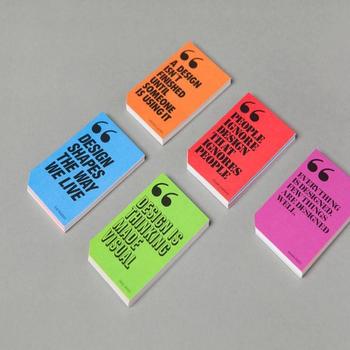 “
A DESIGN
ISN'T
FINISHED
UNTIL
SOMEONE
IS USING IT
“
PEOPLE
IGNORE
DESIGN
THAT
IGNORES
PEOPLE
“
DESIGN
SHAPES
THE WAY
WE LIVE
“
DESIGN IS
THINKING
MADE
VISUAL
“
EVERYTHING
IS DESIGNED.
FEW THINGS
ARE DESIGNED
WELL